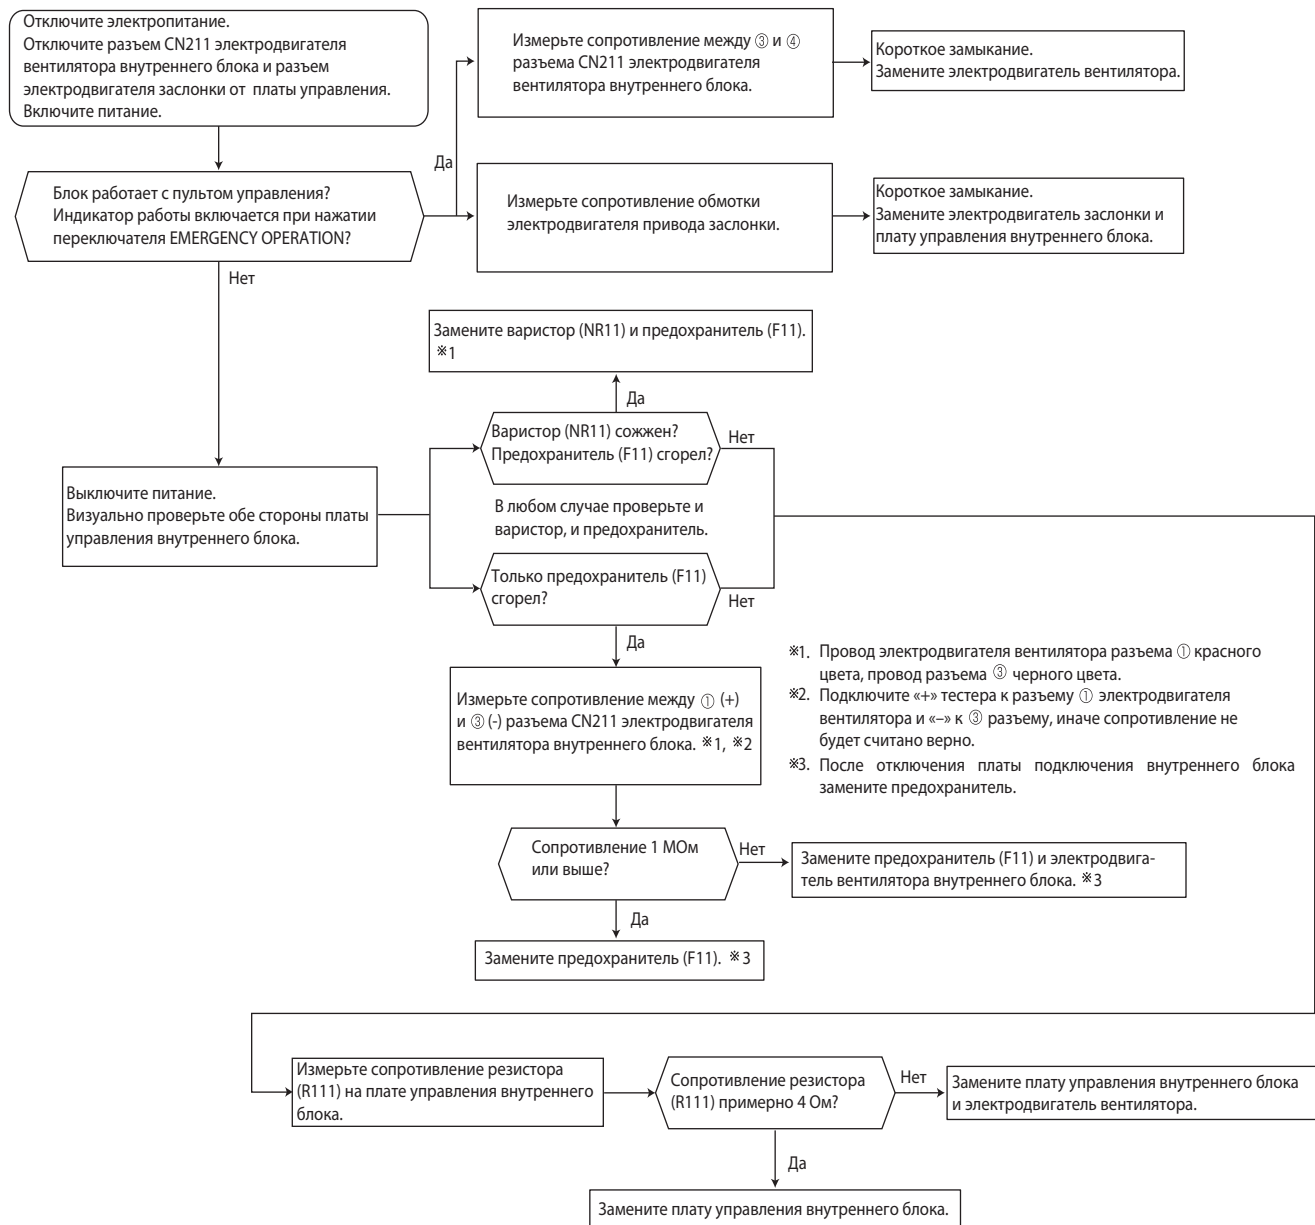 Отключите электропитание.
Отключите разъем CN211 электродвигателя
вентилятора внутреннего блока и разъем
электродвигателя заслонки от платы управления.
Включите питание.
Да
Измерьте сопротивление между ③ и ④
разъема CN211 электродвигателя
вентилятора внутреннего блока.
Короткое замыкание.
Замените электродвигатель вентилятора.
Блок работает с пультом управления?
Индикатор работы включается при нажатии
переключателя EMERGENCY OPERATION?
Измерьте сопротивление обмотки
электродвигателя привода заслонки.
Короткое замыкание.
Замените электродвигатель заслонки и
плату управления внутреннего блока.
Нет
Замените варистор (NR11) и предохранитель (F11).
※1
Да
Варистор (NR11) сожжен?
Предохранитель (F11) сгорел?
Нет
Выключите питание.
Визуально проверьте обе стороны платы
управления внутреннего блока.
В любом случае проверьте и
варистор, и предохранитель.
Только предохранитель (F11)
сгорел?
Нет
Да
Измерьте сопротивление между ① (+)
и ③ (-) разъема CN211 электродвигателя
вентилятора внутреннего блока. ※1, ※2
※1. Провод электродвигателя вентилятора разъема ① красного
цвета, провод разъема ③ черного цвета.
※2. Подключите «+» тестера к разъему ① электродвигателя
вентилятора и «–» к ③ разъему, иначе сопротивление не
будет считано верно.
※3. После отключения платы подключения внутреннего блока
замените предохранитель.
Сопротивление 1 МОм
или выше?
Нет
Замените предохранитель (F11) и электродвига-
тель вентилятора внутреннего блока. ※3
Да
Замените предохранитель (F11). ※3
Измерьте сопротивление резистора
(R111) на плате управления внутреннего
блока.
Сопротивление резистора
(R111) примерно 4 Ом?
Нет
Замените плату управления внутреннего блока
и электродвигатель вентилятора.
Да
Замените плату управления внутреннего блока.